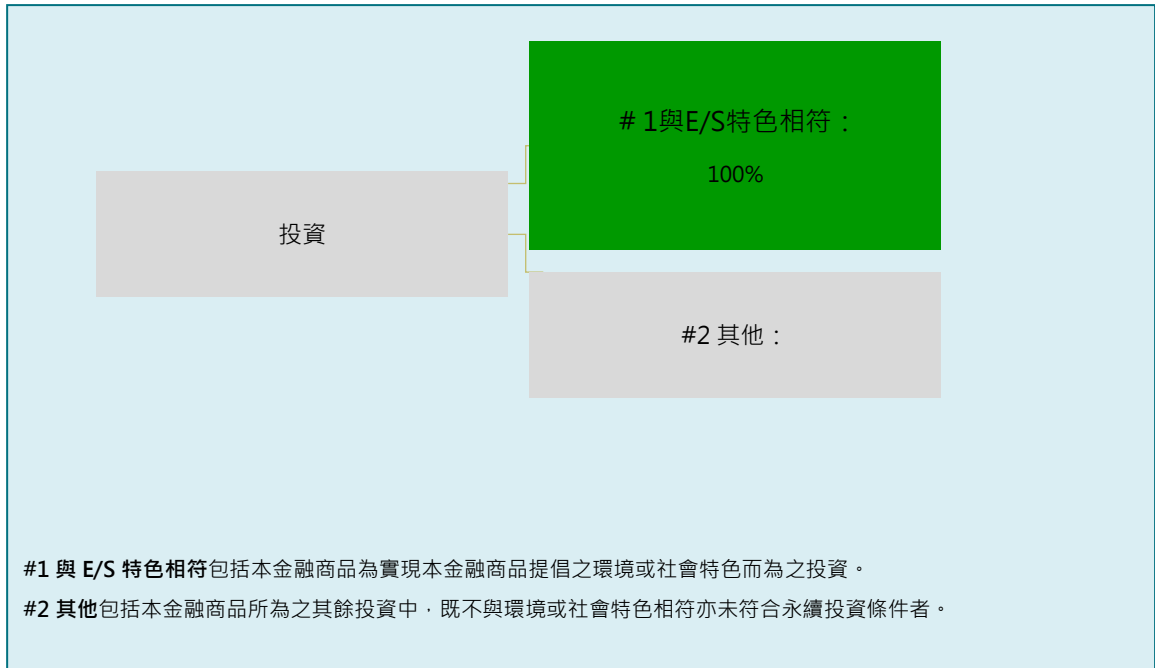 # 1與E/S特色相符：
100%
投資
#2 其他：
#1 與 E/S 特色相符包括本金融商品為實現本金融商品提倡之環境或社會特色而為之投資。
#2 其他包括本金融商品所為之其餘投資中，既不與環境或社會特色相符亦未符合永續投資條件者。